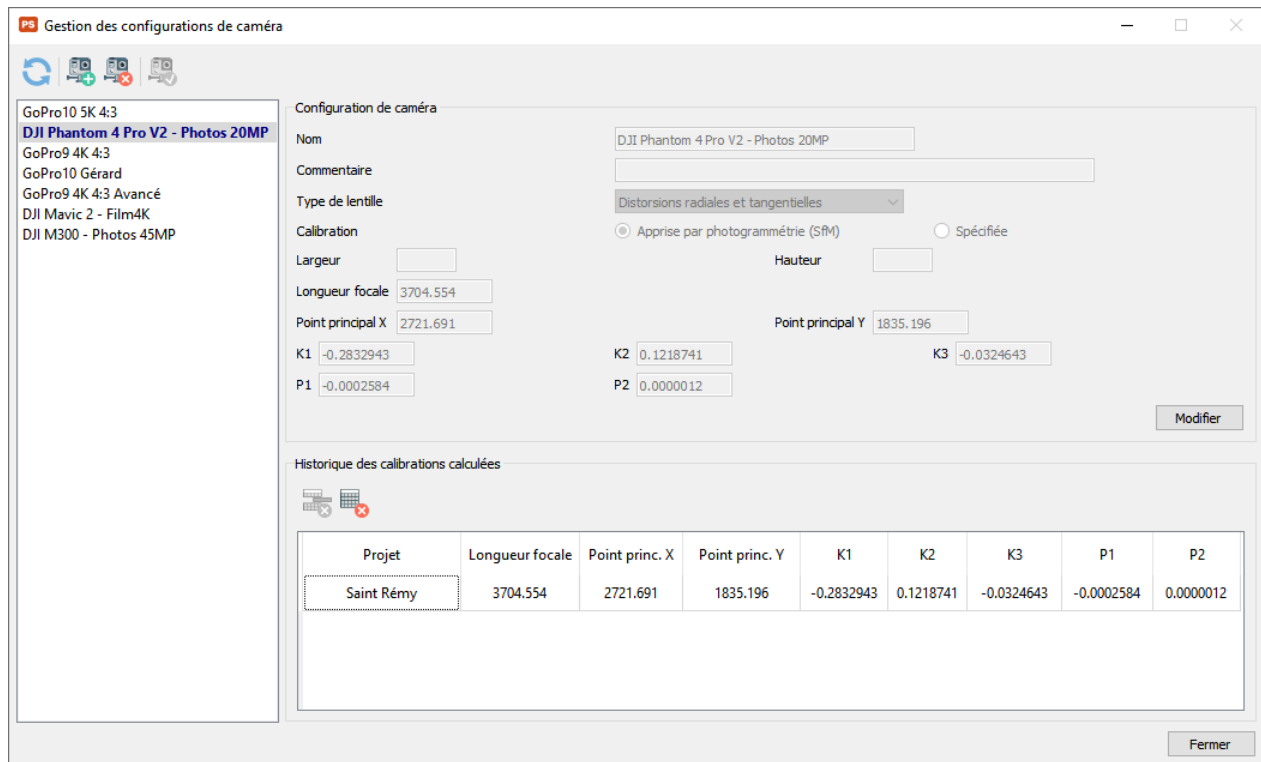 PS Gestion des configurations de caméra
GoPro10 5K 4:3
DJI Phantom 4 Pro V2 - Photos 20MP
GoPro9 4K 4:3
GoPro10 Gérard
GoPro9 4K 4:3 Avancé
DJI Mavic 2 - Film4K
DJI M300 - Photos 45MP
Configuration de caméra
Nom DJI Phantom 4 Pro V2 - Photos 20MP
Commentaire
Type de lentille Distorsions radiales et tangentielles
Calibration Apprise par photogrammétrie (SfM) Spécifiée
Largeur Hauteur
Longueur focale 3704.554
Point principal X 2721.691 Point principal Y 1835.196
K1 -0.2832943 K2 0.1218741 K3 -0.0324643
P1 -0.0002584 P2 0.0000012
Modifier
Historique des calibrations calculées
Projet Longueur focale Point princ. X Point princ. Y K1 K2 K3 P1 P2
Saint Rémy 3704.554 2721.691 1835.196 -0.2832943 0.1218741 -0.0324643 -0.0002584 0.0000012
Fermer